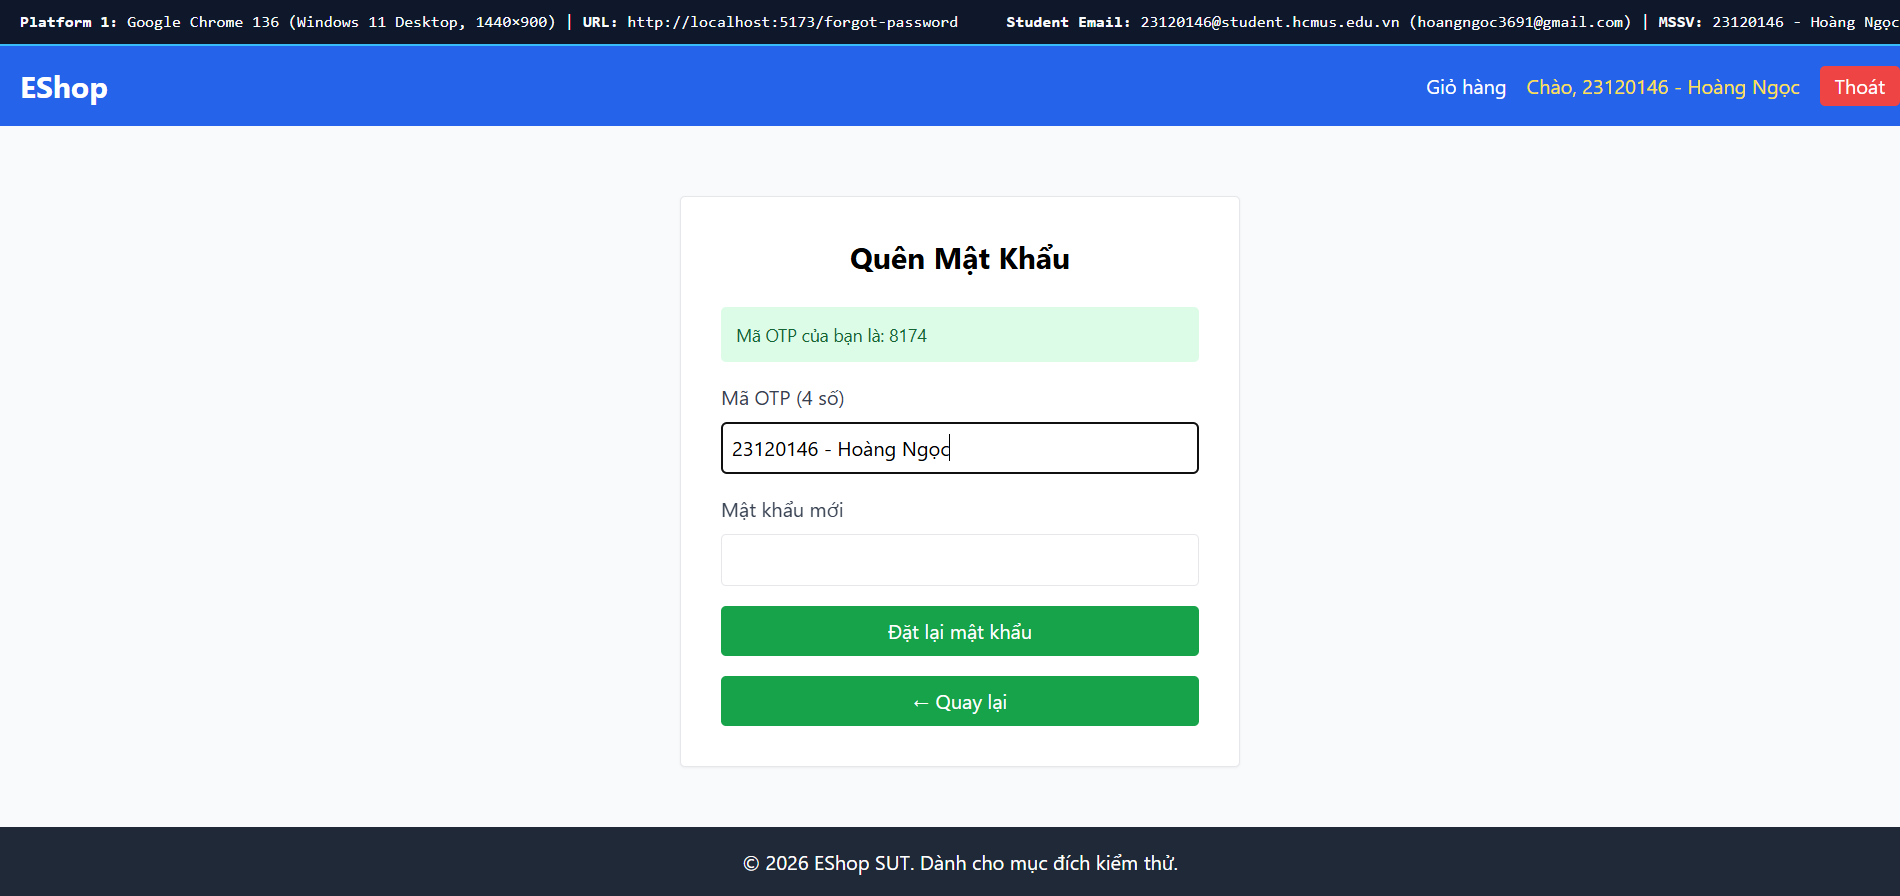 Platform 1: Google Chrome 136 (Windows 11 Desktop, 1440×900) | URL: http://localhost:5173/forgot-password Student Email: 23120146@student.hcmus.edu.vn (hoangngoc3691@gmail.com) | MSSV: 23120146 - Hoàng Ngọc
EShop Giỏ hàng Chào, 23120146 - Hoàng Ngọc Thoát
Quên Mật Khẩu
Mã OTP của bạn là: 8174
Mã OTP (4 số)
23120146 - Hoàng Ngọc
Mật khẩu mới
Đặt lại mật khẩu
← Quay lại
© 2026 EShop SUT. Dành cho mục đích kiểm thử.